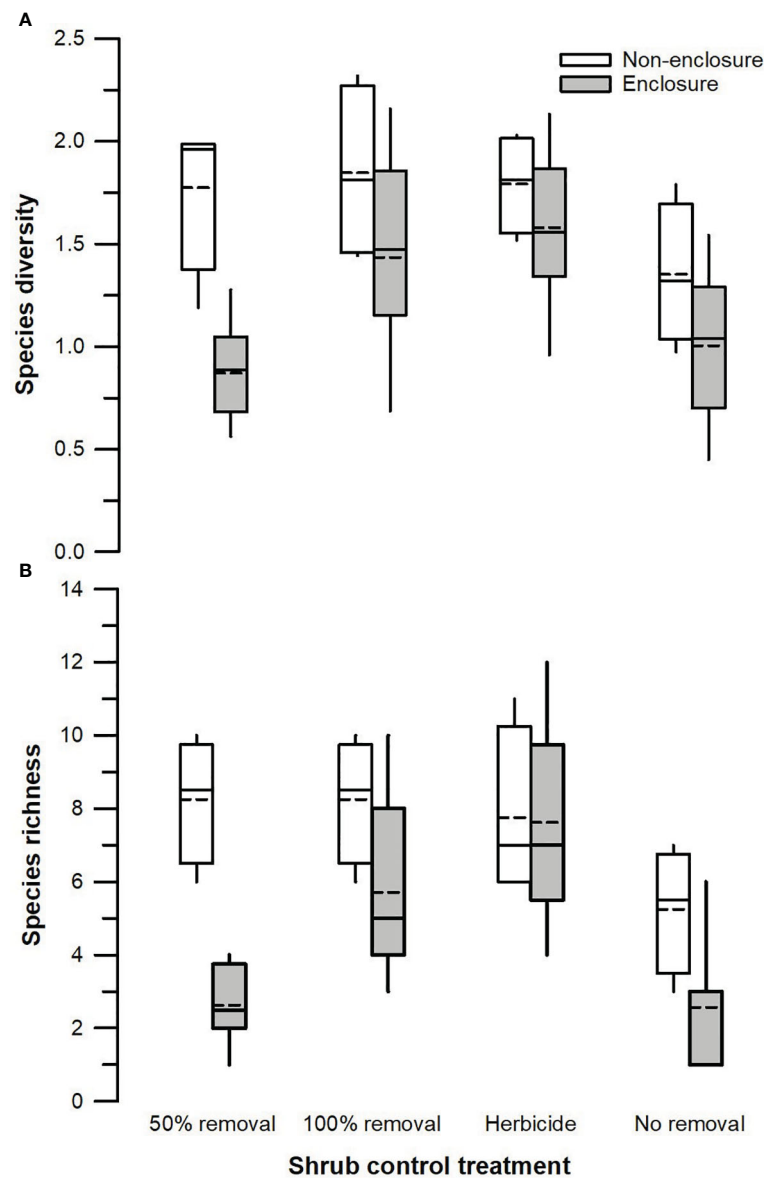 A
2.5
2.0
1.5
1.0
0.5
0.0
Species diversity
Non-enclosure
Enclosure
B
14
12
10
8
6
4
2
0
Species richness
50% removal
100% removal
Herbicide
No removal
Shrub control treatment